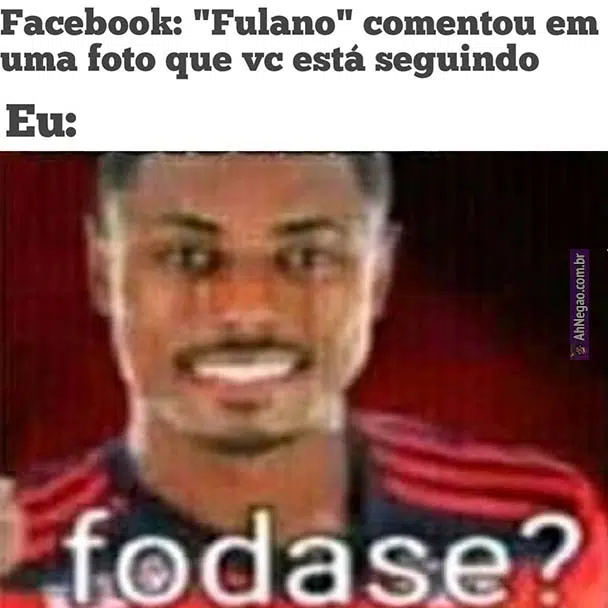 Facebook: "Fulano" comentou em
uma foto que vc está seguindo
Eu:
AhNegao.com.br
fodase?